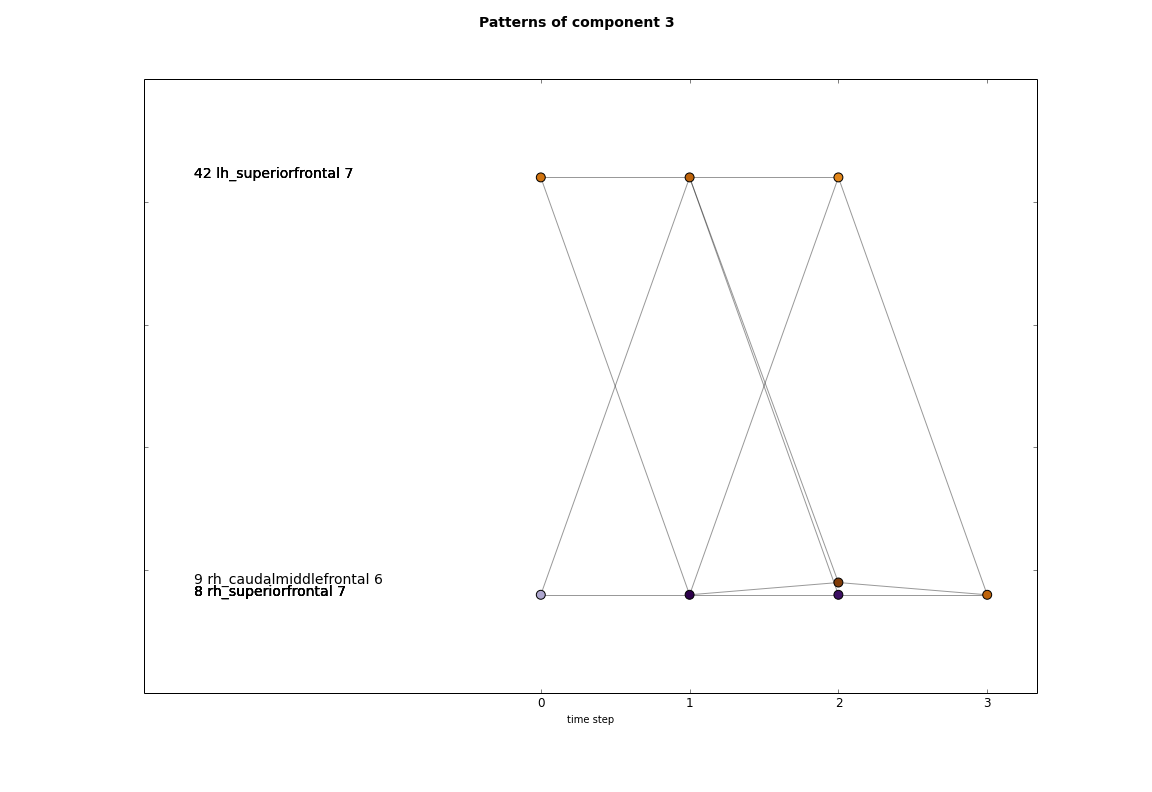 Patterns of component 3
42 lh_superiorfrontal 7
9 rh_caudalmiddlefrontal 6
8 rh_superiorfrontal 7
0 1 2 3
time step